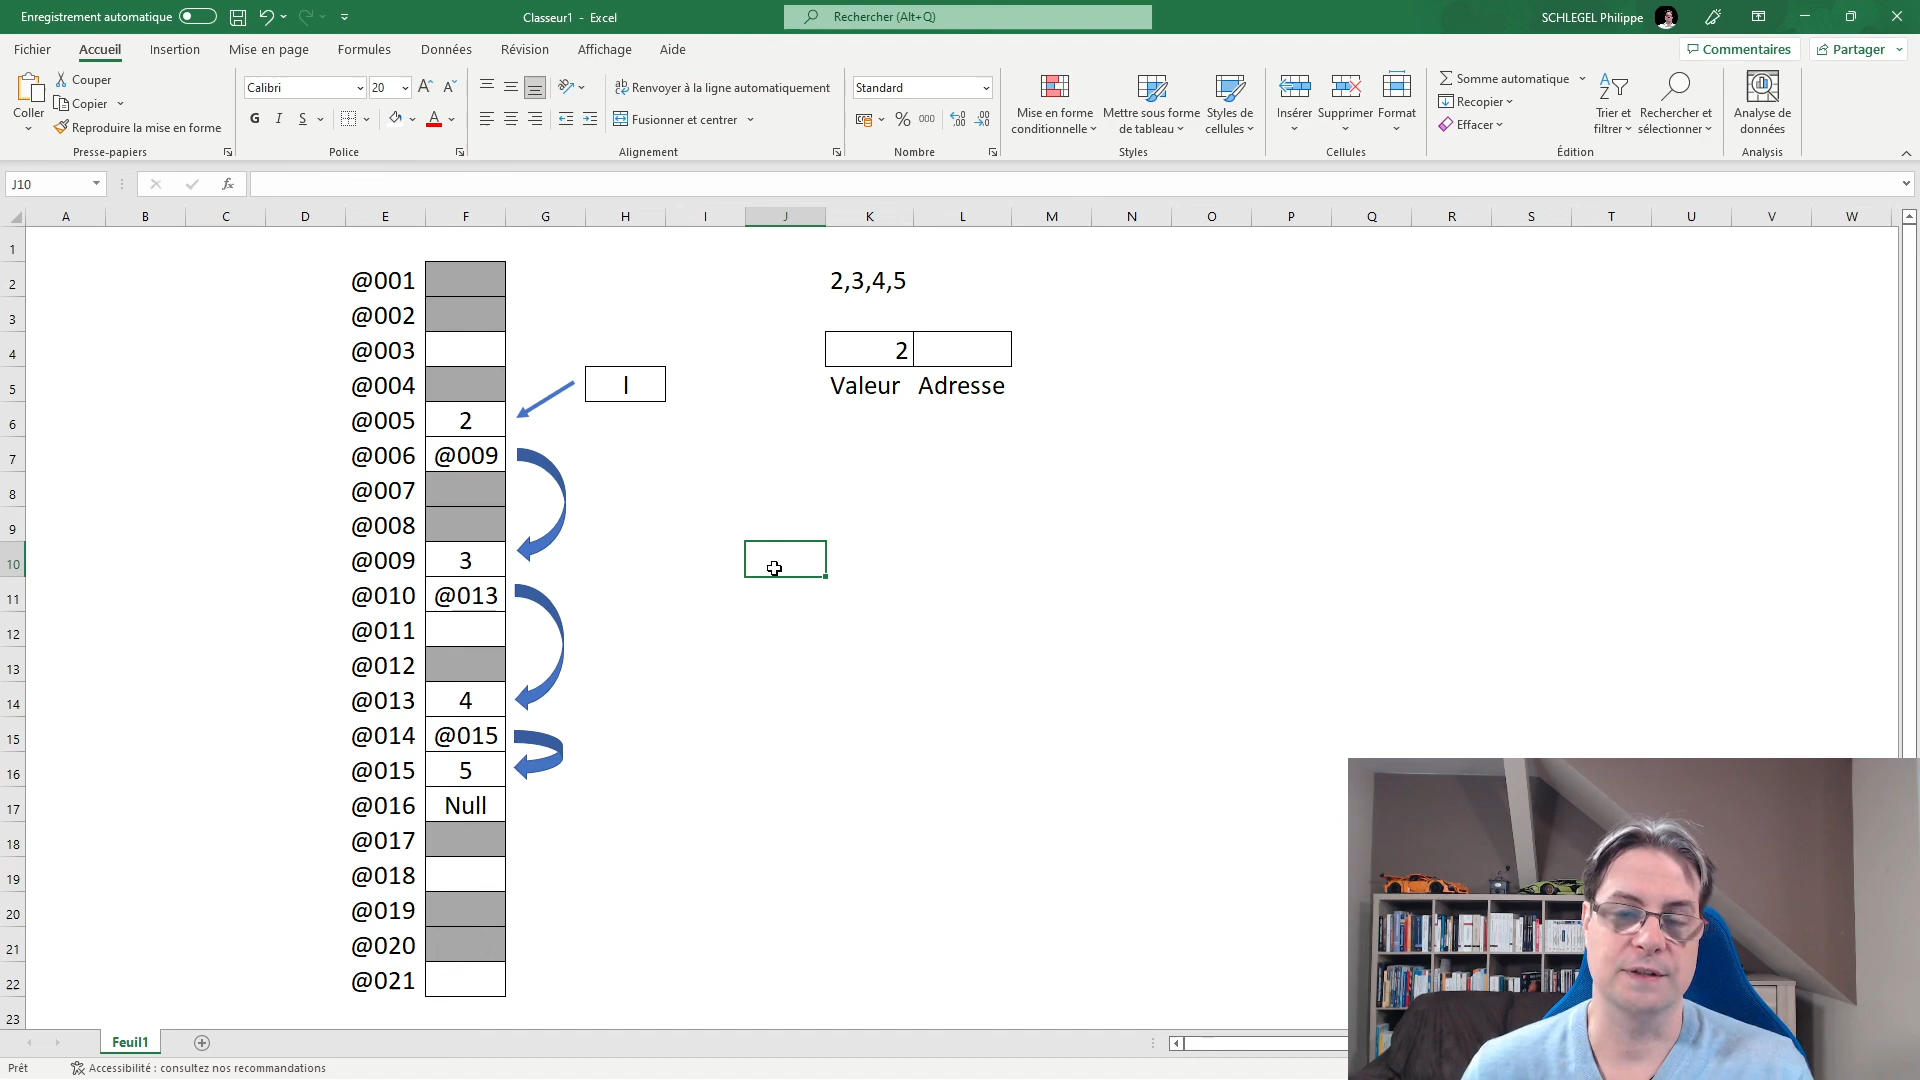 Enregistrement automatique
Classeur1 - Excel
Rechercher (Alt+Q)
SCHLEGEL Philippe
Fichier Accueil Insertion Mise en page Formules Données Révision Affichage Aide
Commentaires Partager
Coller
Couper
Copier
Reproduire la mise en forme
Presse-papiers
Calibri 20
G I S
Police
Renvoyer à la ligne automatiquement
Fusionner et centrer
Alignement
Standard
% 000
Nombre
Mise en forme conditionnelle
Mettre sous forme de tableau
Styles de cellules
Styles
Insérer Supprimer Format
Cellules
Somme automatique
Recopier
Effacer
Trier et filtrer
Rechercher et sélectionner
Édition
Analyse de données
Analysis
J10 fx
A B C D E F G H I J K L M N O P Q R S T U V W
1
2 @001 2,3,4,5
3 @002
4 @003 2
5 @004 l Valeur Adresse
6 @005 2
7 @006 @009
8 @007
9 @008
10 @009 3
11 @010 @013
12 @011
13 @012
14 @013 4
15 @014 @015
16 @015 5
17 @016 Null
18 @017
19 @018
20 @019
21 @020
22 @021
23
Feuil1
Prêt Accessibilité : consultez nos recommandations